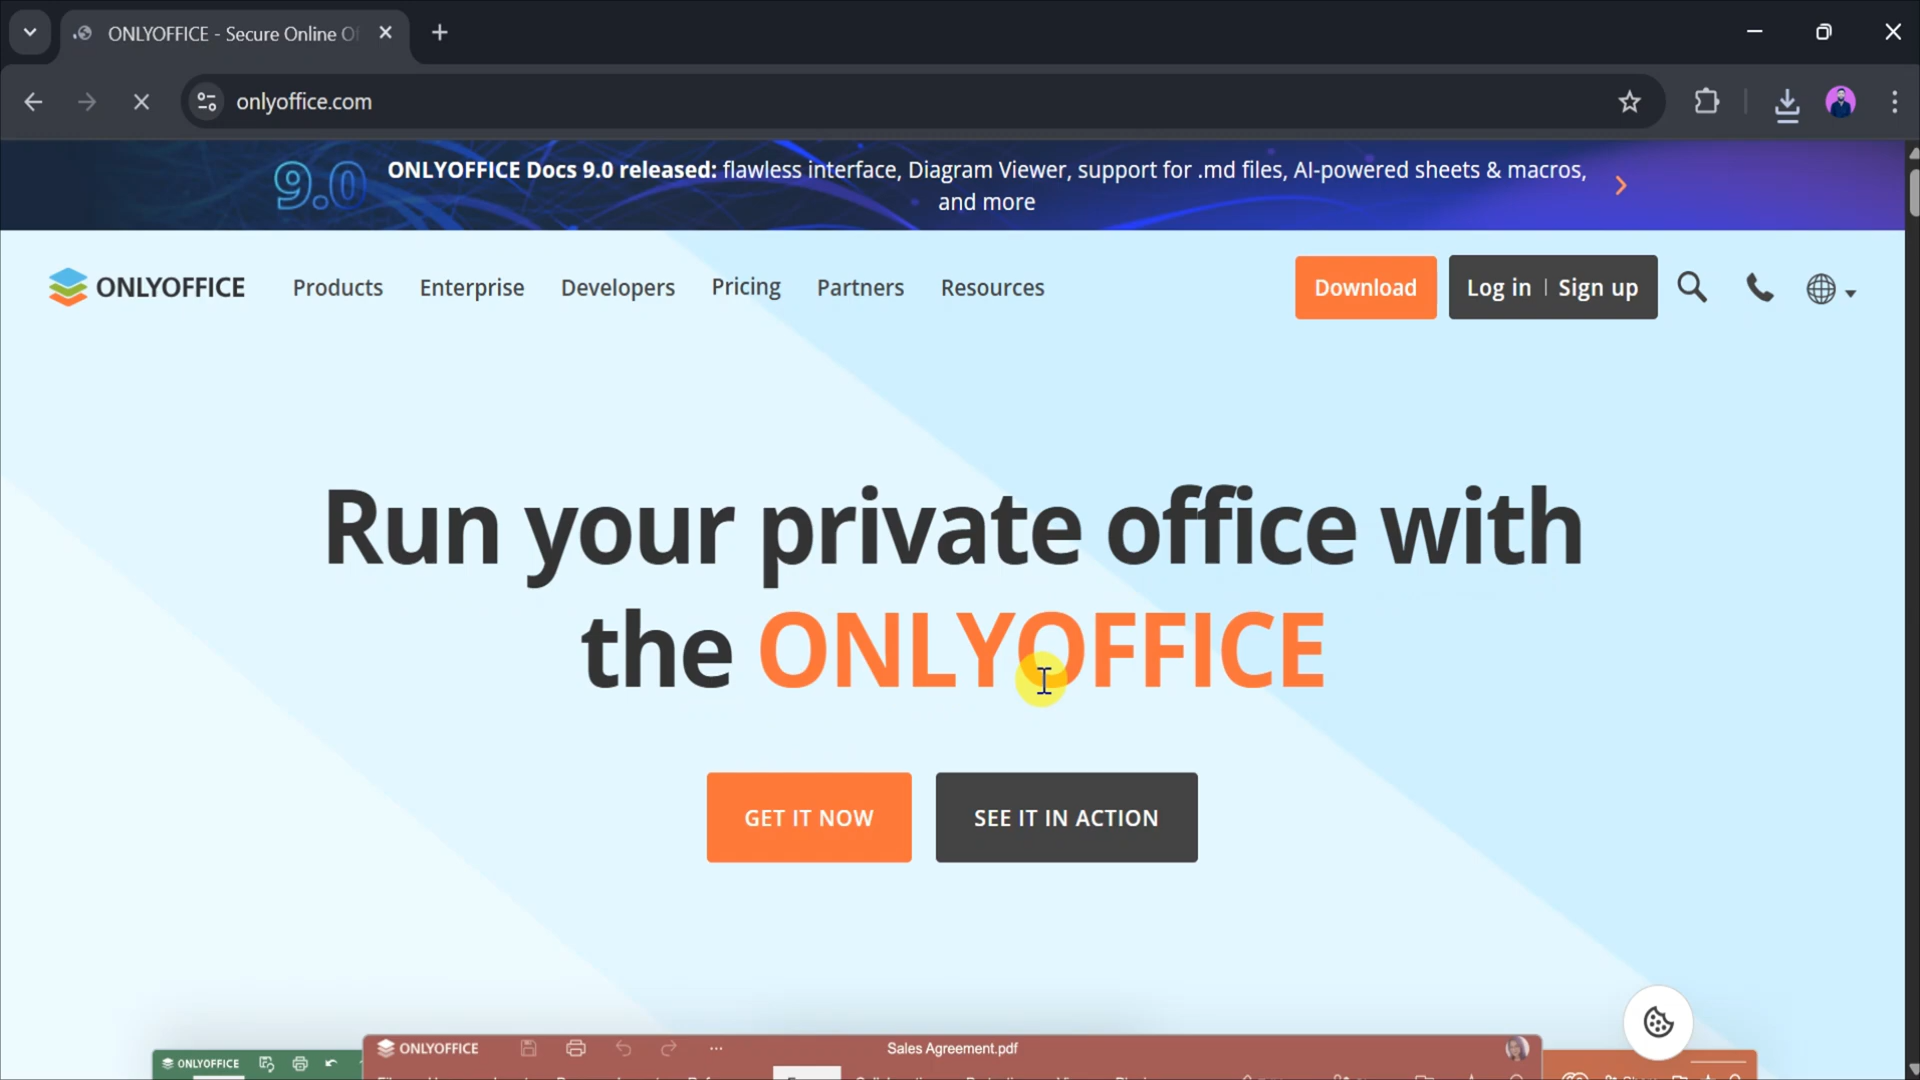 ONLYOFFICE - Secure Online Of
onlyoffice.com
9.0
ONLYOFFICE Docs 9.0 released: flawless interface, Diagram Viewer, support for .md files, AI-powered sheets & macros,
and more
ONLYOFFICE
Products
Enterprise
Developers
Pricing
Partners
Resources
Download
Log in | Sign up
Run your private office with
the ONLYOFFICE
GET IT NOW
SEE IT IN ACTION
ONLYOFFICE
Sales Agreement.pdf
ONLYOFFICE